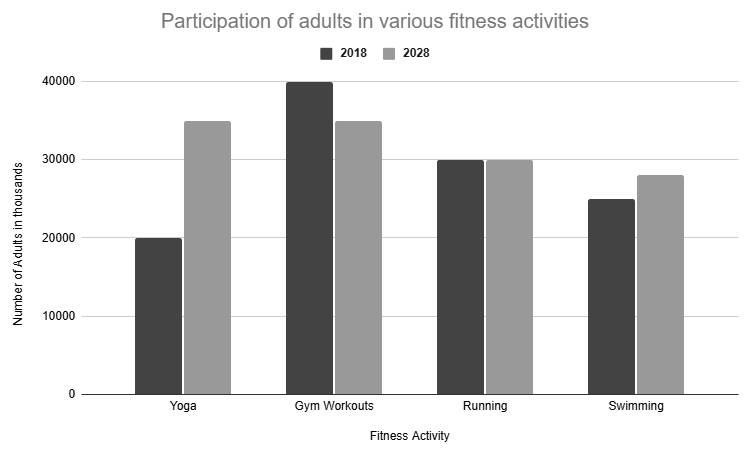 Participation of adults in various fitness activities
2018 2028
40000
30000
20000
10000
0
Number of Adults in thousands
Yoga Gym Workouts Running Swimming
Fitness Activity